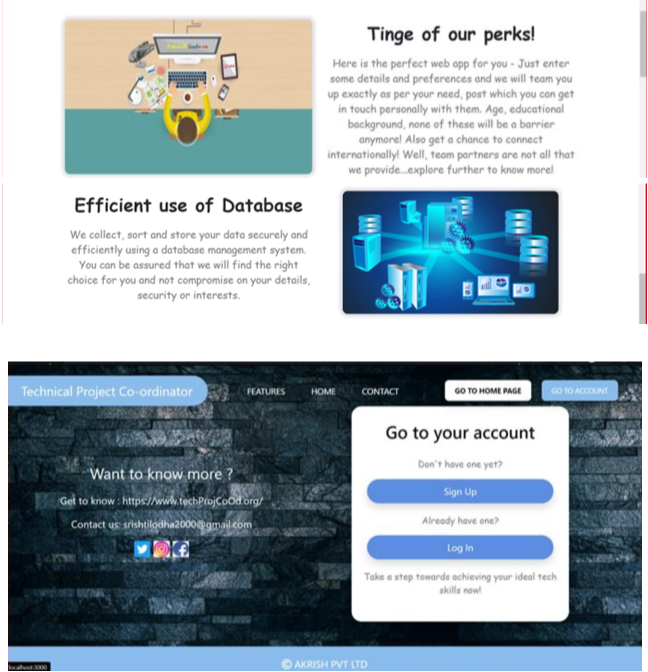 Tinge of our perks!
Here is the perfect web app for you - Just enter
some details and preferences and we will team you
up exactly as per your need, post which you can get
in touch personally with them. Age, educational
background, none of these will be a barrier
anymore! Also get a chance to connect
internationally! Well, team partners are not all that
we provide...explore further to know more!
Efficient use of Database
We collect, sort and store your data securely and
efficiently using a database management system.
You can be assured that we will find the right
choice for you and not compromise on your details,
security or interests.
Technical Project Co-ordinator
FEATURES HOME CONTACT GO TO HOME PAGE GO TO ACCOUNT
Want to know more ?
Get to know : https://www.techProjCoOd.org/
Contact us: srishtilodha2000@gmail.com
Go to your account
Don't have one yet?
Sign Up
Already have one?
Log In
Take a step towards achieving your ideal tech
skills now!
localhost:3000
© AKRISH PVT LTD